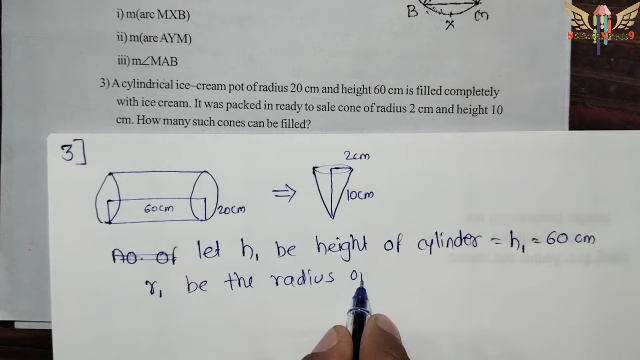 B
x
m
i) m(arc MXB)
ii) m(arc AYM)
iii) m∠MAB
3) A cylindrical ice–cream pot of radius 20 cm and height 60 cm is filled completely
with ice cream. It was packed in ready to sale cone of radius 2 cm and height 10
cm. How many such cones can be filled?
3]
60cm
20cm
⇒
2cm
10cm
let h₁ be height of cylinder = h₁ = 60 cm
r₁ be the radius o